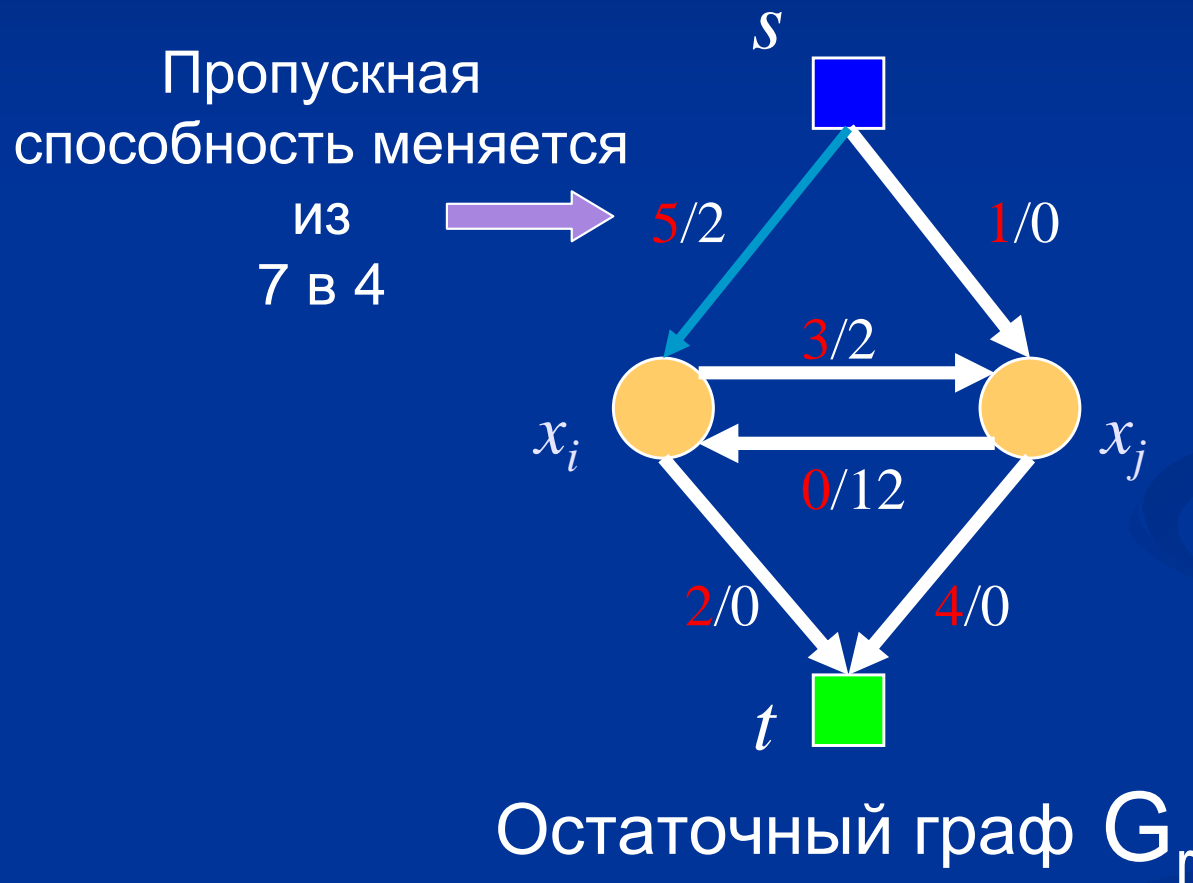 s
Пропускная
способность меняется
из
7 в 4
5/2
1/0
3/2
x_i
x_j
0/12
2/0
4/0
t
Остаточный граф G_r